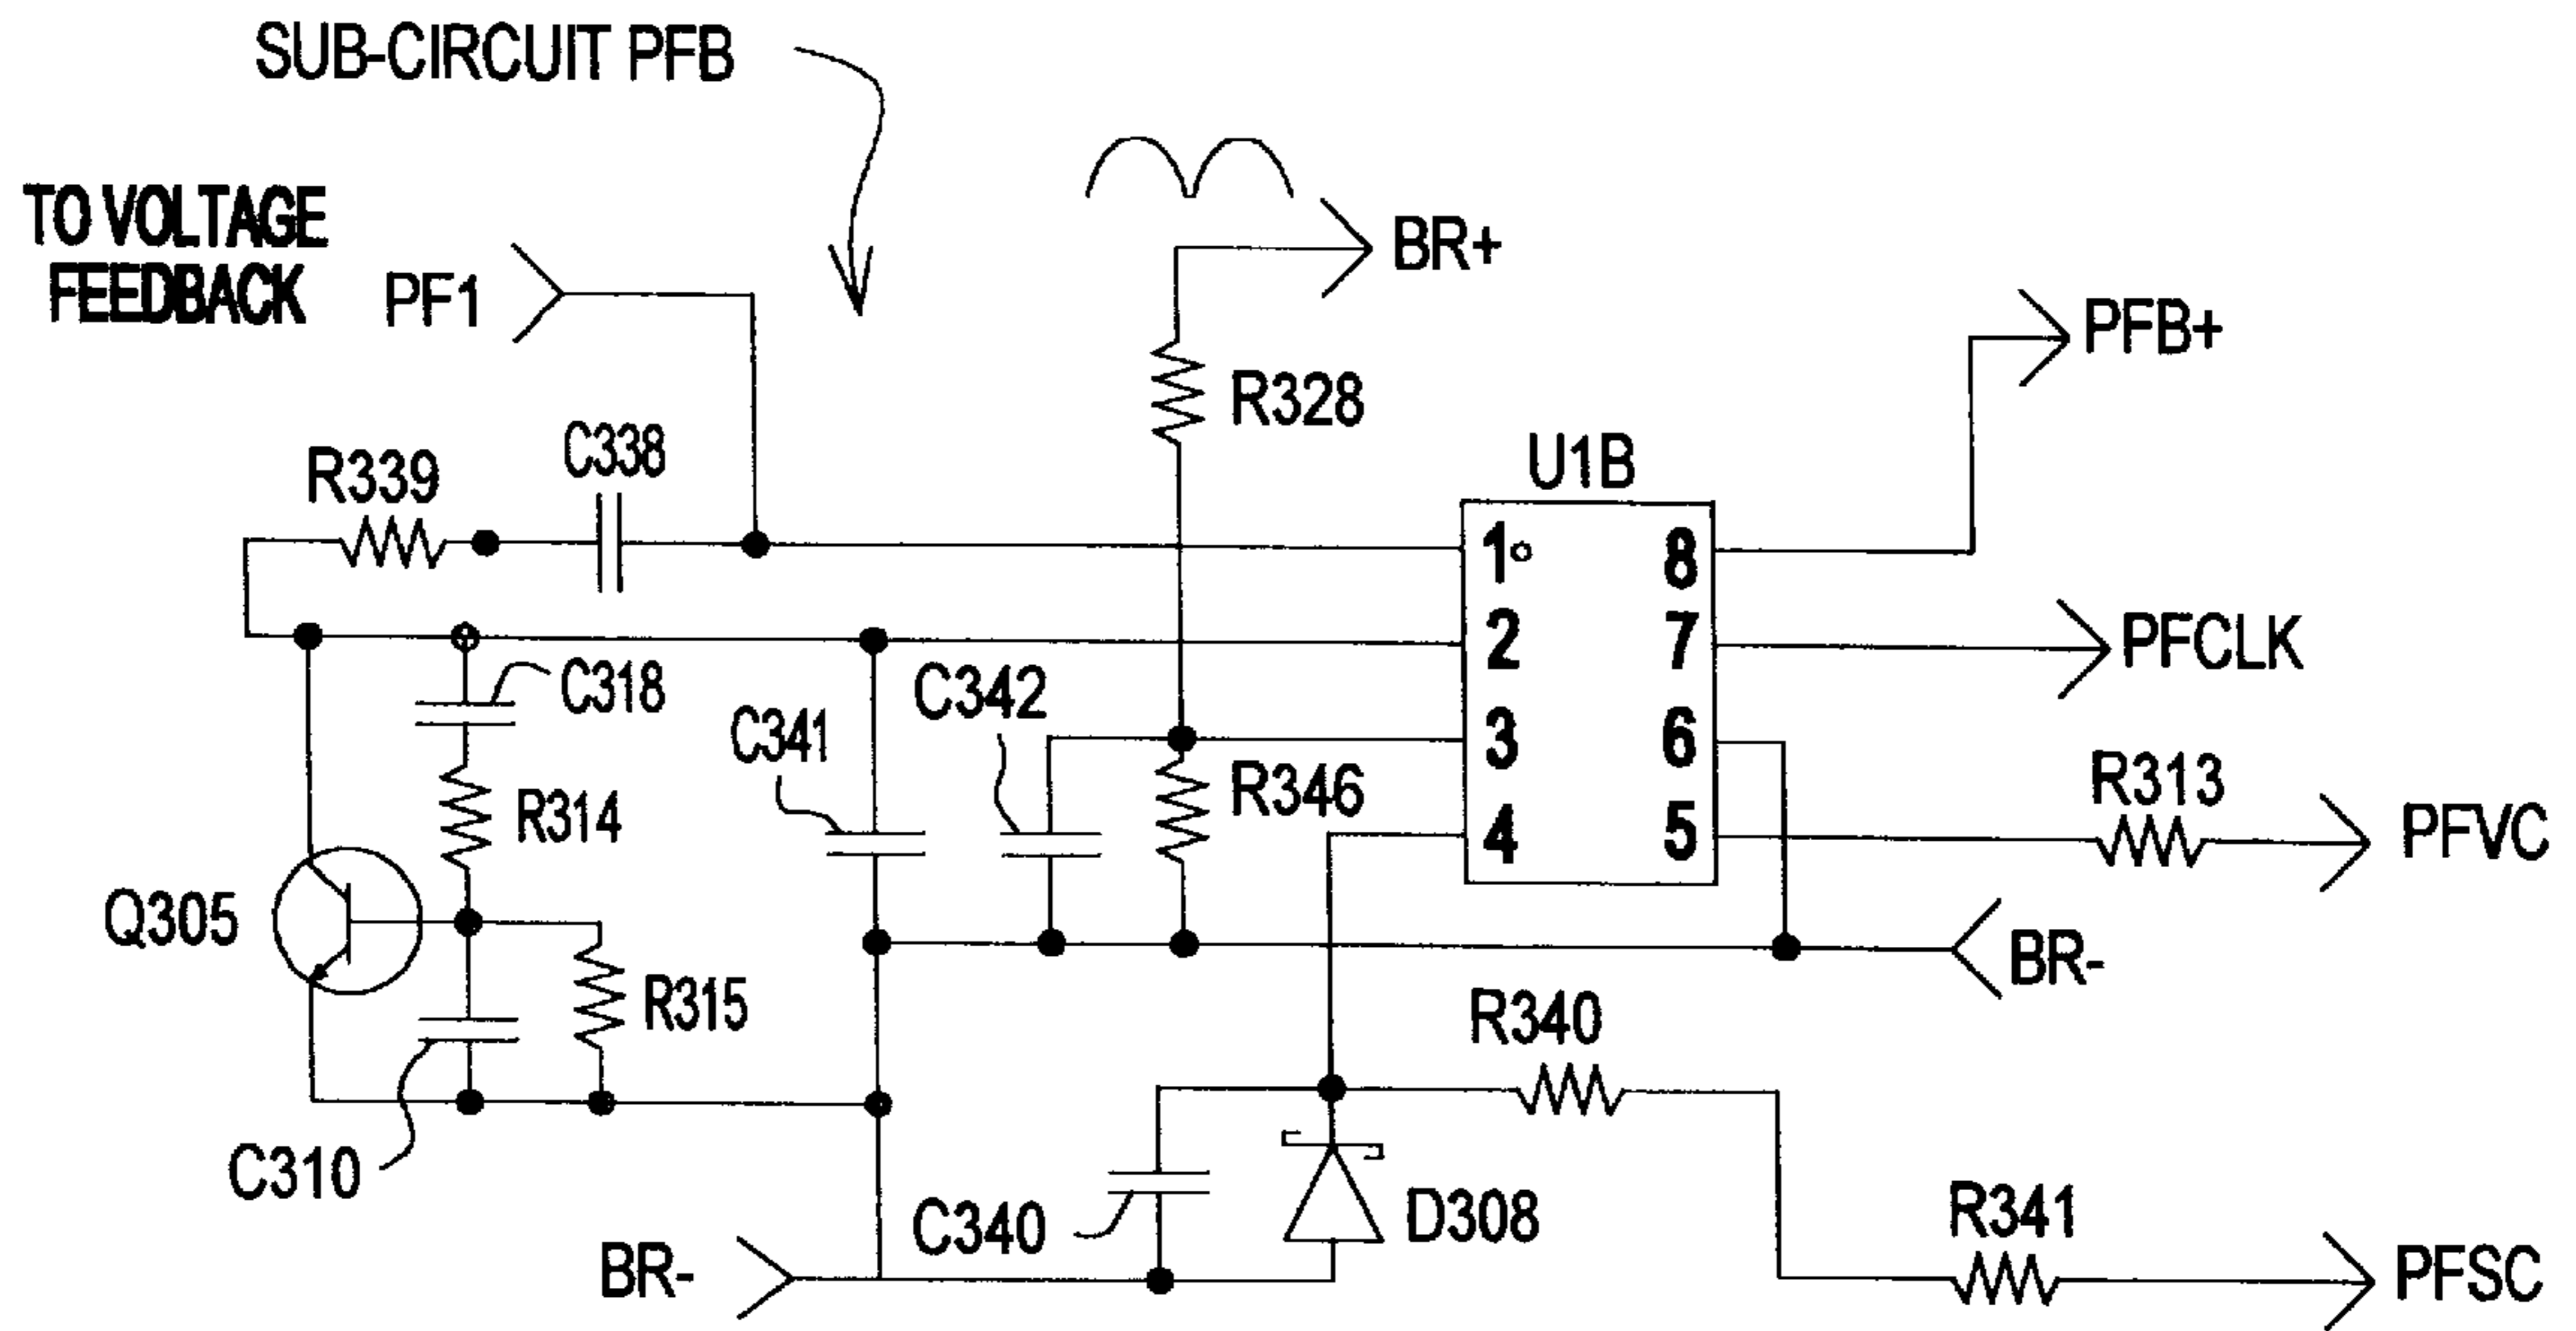 SUB-CIRCUIT PFB
TO VOLTAGE
FEEDBACK
PF1
BR+
PFB+
R328
C338
R339
U1B
1 8
2 7
3 6
4 5
PFCLK
C318
C342
C341
R346
R314
R313
PFVC
Q305
BR-
R315
R340
C310
C340
D308
R341
BR-
PFSC